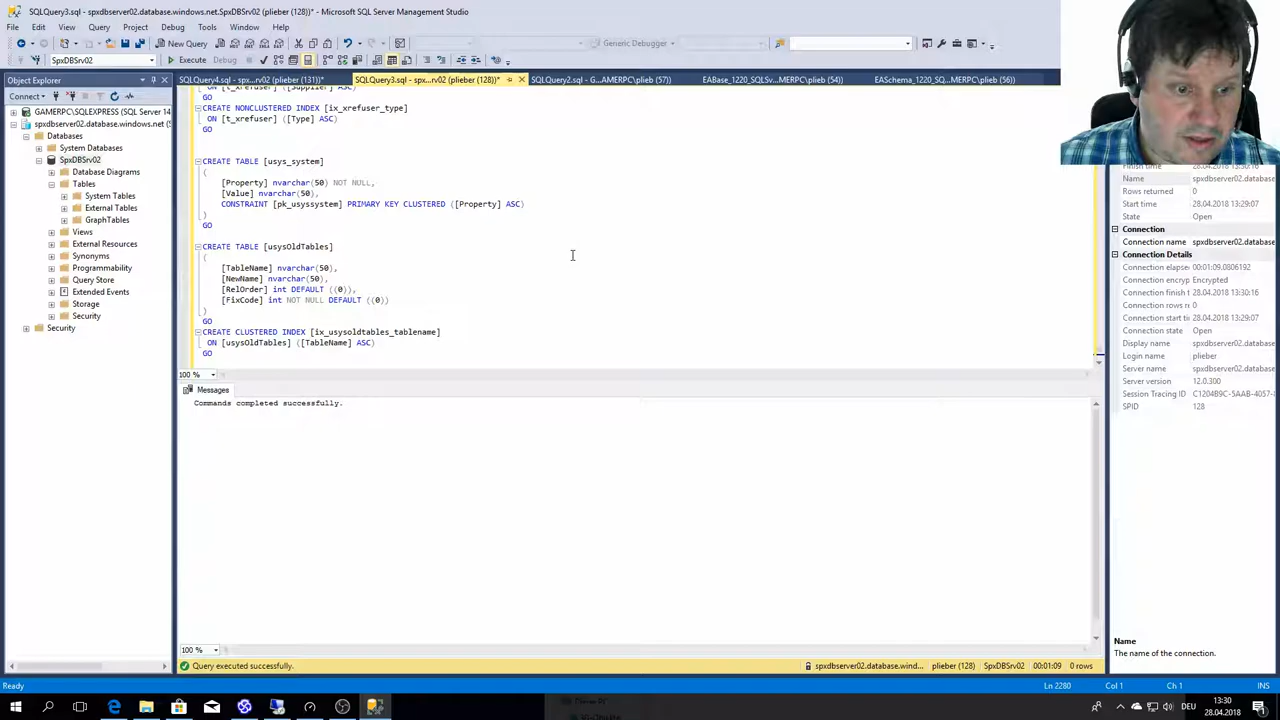 SQLQuery3.sql - spxdbserver02.database.windows.net.SpxDBSrv02 (plieber (128))* - Microsoft SQL Server Management Studio
File Edit View Query Project Debug Tools Window Help
New Query Generic Debugger
SpxDBSrv02 Execute Debug
Object Explorer
SQLQuery4.sql - sp...rv02 (plieber (131))*
SQLQuery3.sql - spx...rv02 (plieber (128))*
SQLQuery2.sql - G...MERPC\plieb (57))
EABase_1220_SQLSv...MERPC\plieb (54))
EASchema_1220_SQ...MERPC\plieb (56))
Connect
GAMERPC\SQLEXPRESS (SQL Server 14
spxdbserver02.database.windows.net (S
Databases
System Databases
SpxDBSrv02
Database Diagrams
Tables
System Tables
External Tables
GraphTables
Views
External Resources
Synonyms
Programmability
Query Store
Extended Events
Storage
Security
Security
ON [t_xrefuser] ([Supplier] ASC)
GO
CREATE NONCLUSTERED INDEX [ix_xrefuser_type]
ON [t_xrefuser] ([Type] ASC)
GO
CREATE TABLE [usys_system]
(
[Property] nvarchar(50) NOT NULL,
[Value] nvarchar(50),
CONSTRAINT [pk_usyssystem] PRIMARY KEY CLUSTERED ([Property] ASC)
)
GO
CREATE TABLE [usysOldTables]
(
[TableName] nvarchar(50),
[NewName] nvarchar(50),
[RelOrder] int DEFAULT ((0)),
[FixCode] int NOT NULL DEFAULT ((0))
)
GO
CREATE CLUSTERED INDEX [ix_usysoldtables_tablename]
ON [usysOldTables] ([TableName] ASC)
GO
100 %
Messages
Commands completed successfully.
100 %
Query executed successfully. spxdbserver02.database.wind... plieber (128) SpxDBSrv02 00:01:09 0 rows
Finish time 28.04.2018 13:30:16
Name spxdbserver02.database
Rows returned 0
Start time 28.04.2018 13:29:07
State Open
Connection
Connection name spxdbserver02.database
Connection Details
Connection elapse 00:01:09.0806192
Connection encryp Encrypted
Connection finish t 28.04.2018 13:30:16
Connection rows r 0
Connection start ti 28.04.2018 13:29:07
Connection state Open
Display name spxdbserver02.database
Login name plieber
Server name spxdbserver02.database
Server version 12.0.300
Session Tracing ID C1204B9C-5AAB-4057-8
SPID 128
Name
The name of the connection.
Ready Ln 2280 Col 1 Ch 1 INS
DEU 13:30
28.04.2018